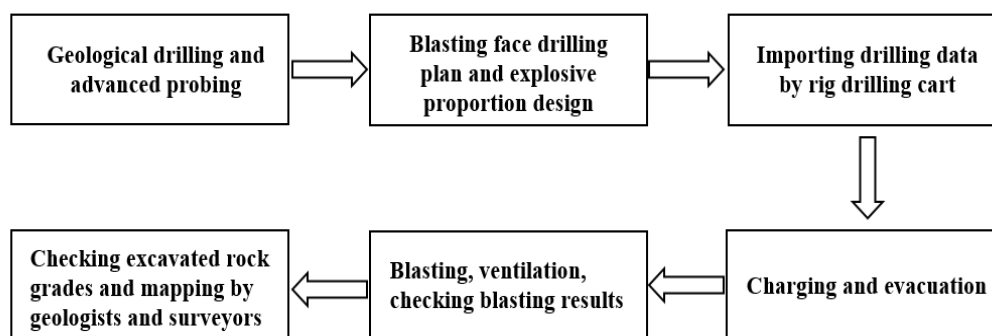 Geological drilling and
advanced probing
Blasting face drilling
plan and explosive
proportion design
Importing drilling data
by rig drilling cart
Charging and evacuation
Blasting, ventilation,
checking blasting results
Checking excavated rock
grades and mapping by
geologists and surveyors